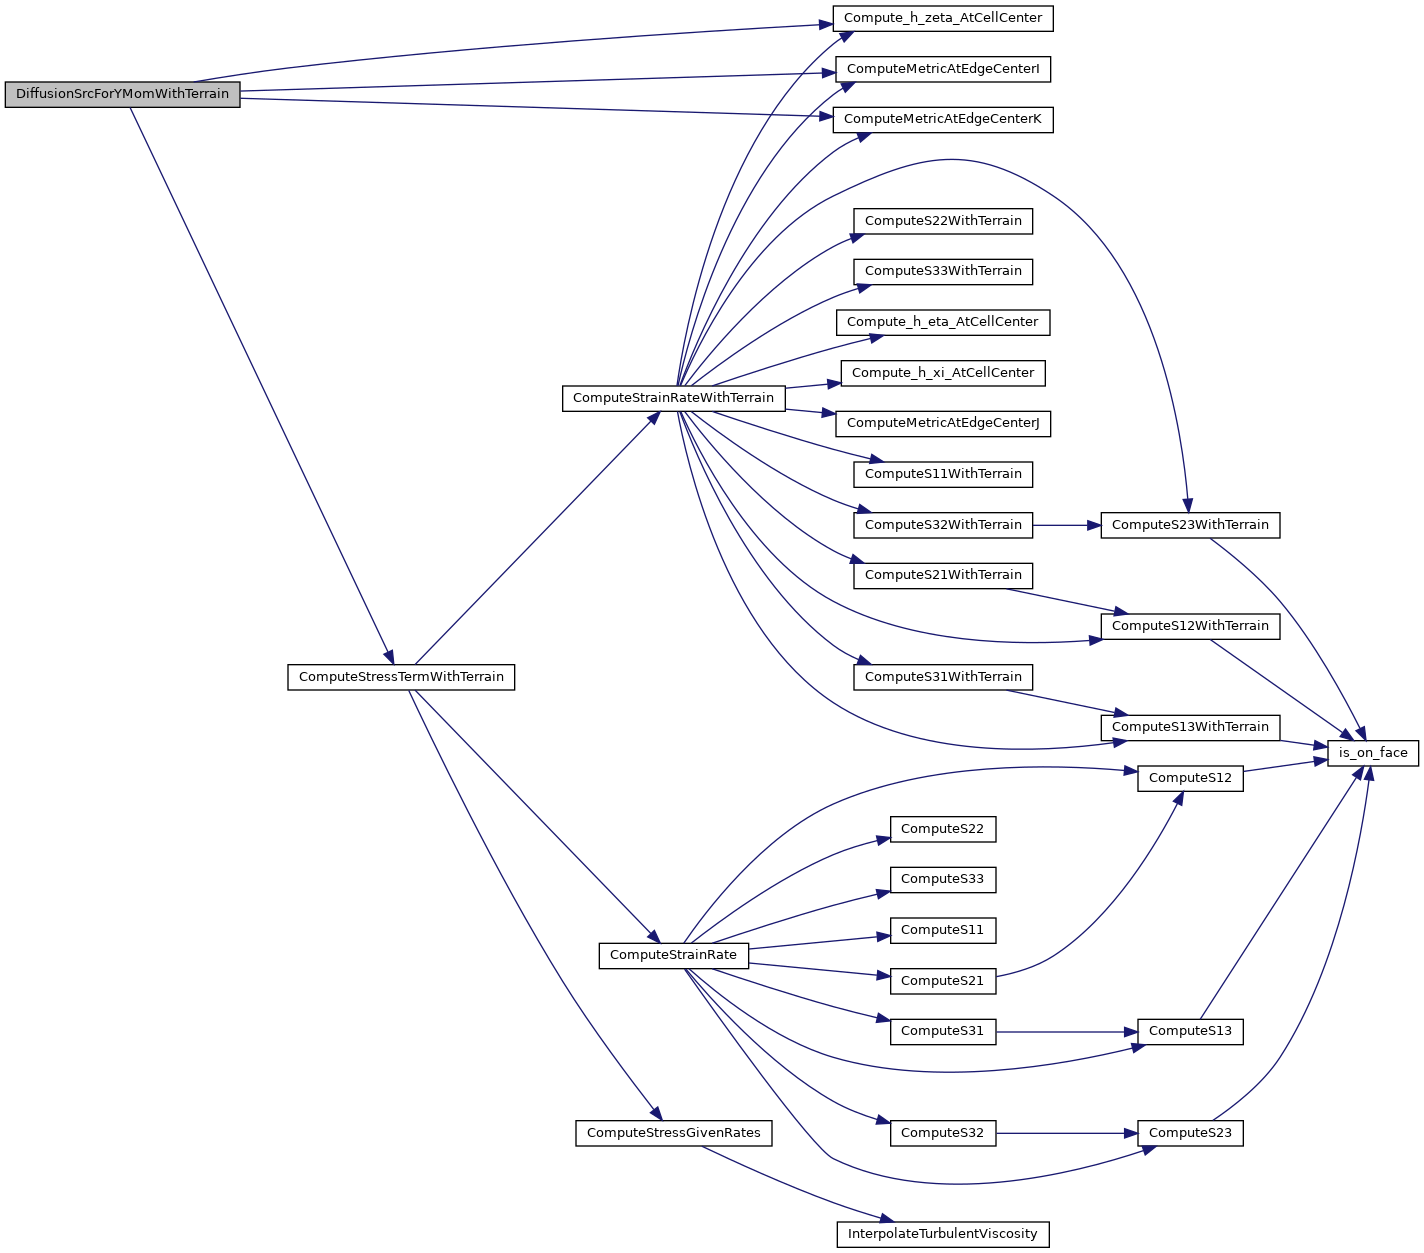 Compute_h_zeta_AtCellCenter
ComputeMetricAtEdgeCenterI
DiffusionSrcForYMomWithTerrain
ComputeMetricAtEdgeCenterK
ComputeS22WithTerrain
ComputeS33WithTerrain
Compute_h_eta_AtCellCenter
Compute_h_xi_AtCellCenter
ComputeStrainRateWithTerrain
ComputeMetricAtEdgeCenterJ
ComputeS11WithTerrain
ComputeS32WithTerrain
ComputeS23WithTerrain
ComputeS21WithTerrain
ComputeS12WithTerrain
ComputeStressTermWithTerrain
ComputeS31WithTerrain
ComputeS13WithTerrain
is_on_face
ComputeS12
ComputeS22
ComputeS33
ComputeS11
ComputeStrainRate
ComputeS21
ComputeS31
ComputeS13
ComputeStressGivenRates
ComputeS32
ComputeS23
InterpolateTurbulentViscosity